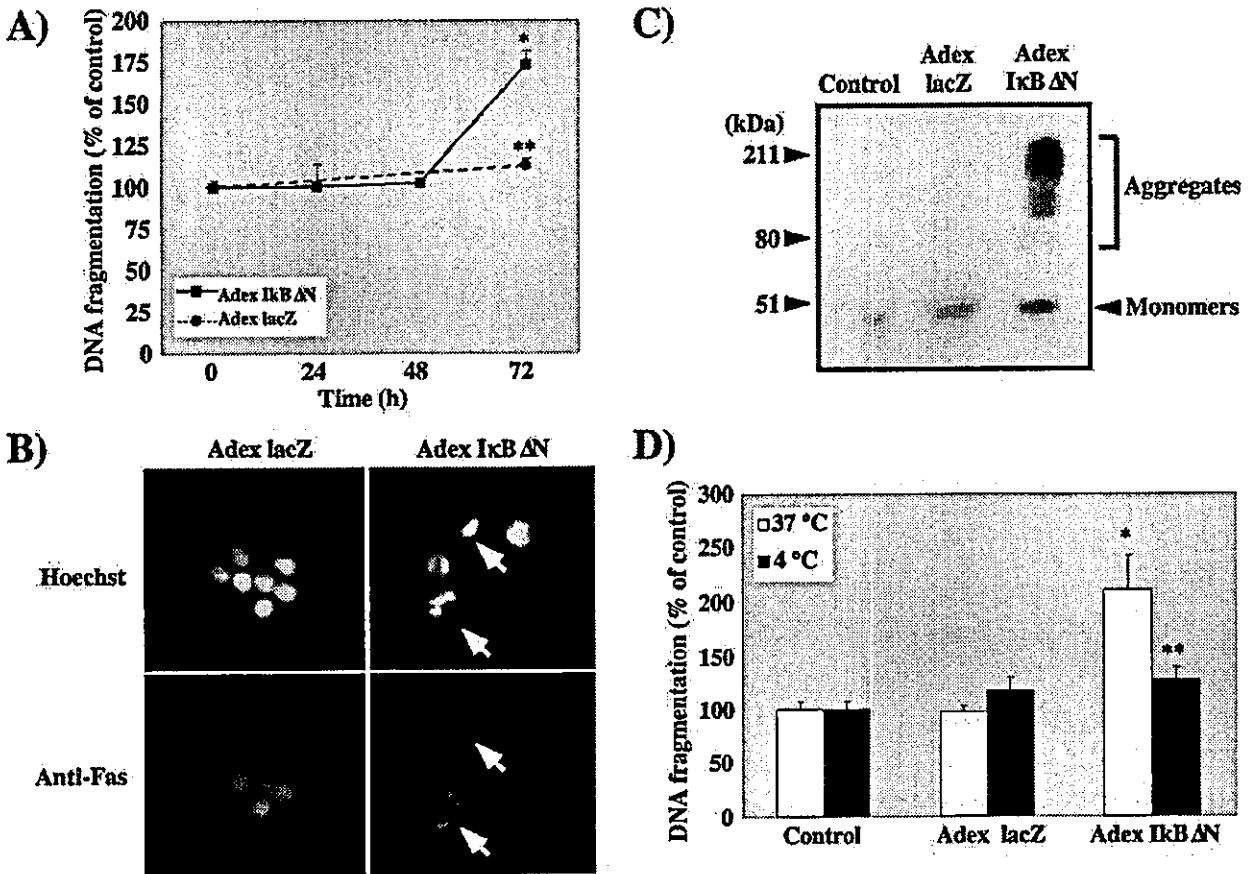 A)
DNA fragmentation (% of control)
200
175
150
125
100
75
50
25
0
*
**
Adex IκB ΔN
Adex lacZ
0 24 48 72
Time (h)
B)
Adex lacZ Adex IκB ΔN
Hoechst
Anti-Fas
C)
Control Adex lacZ Adex IκB ΔN
(kDa)
211
80
51
Aggregates
Monomers
D)
DNA fragmentation (% of control)
300
250
200
150
100
50
0
37 °C
4 °C
*
**
Control Adex lacZ Adex IκB ΔN